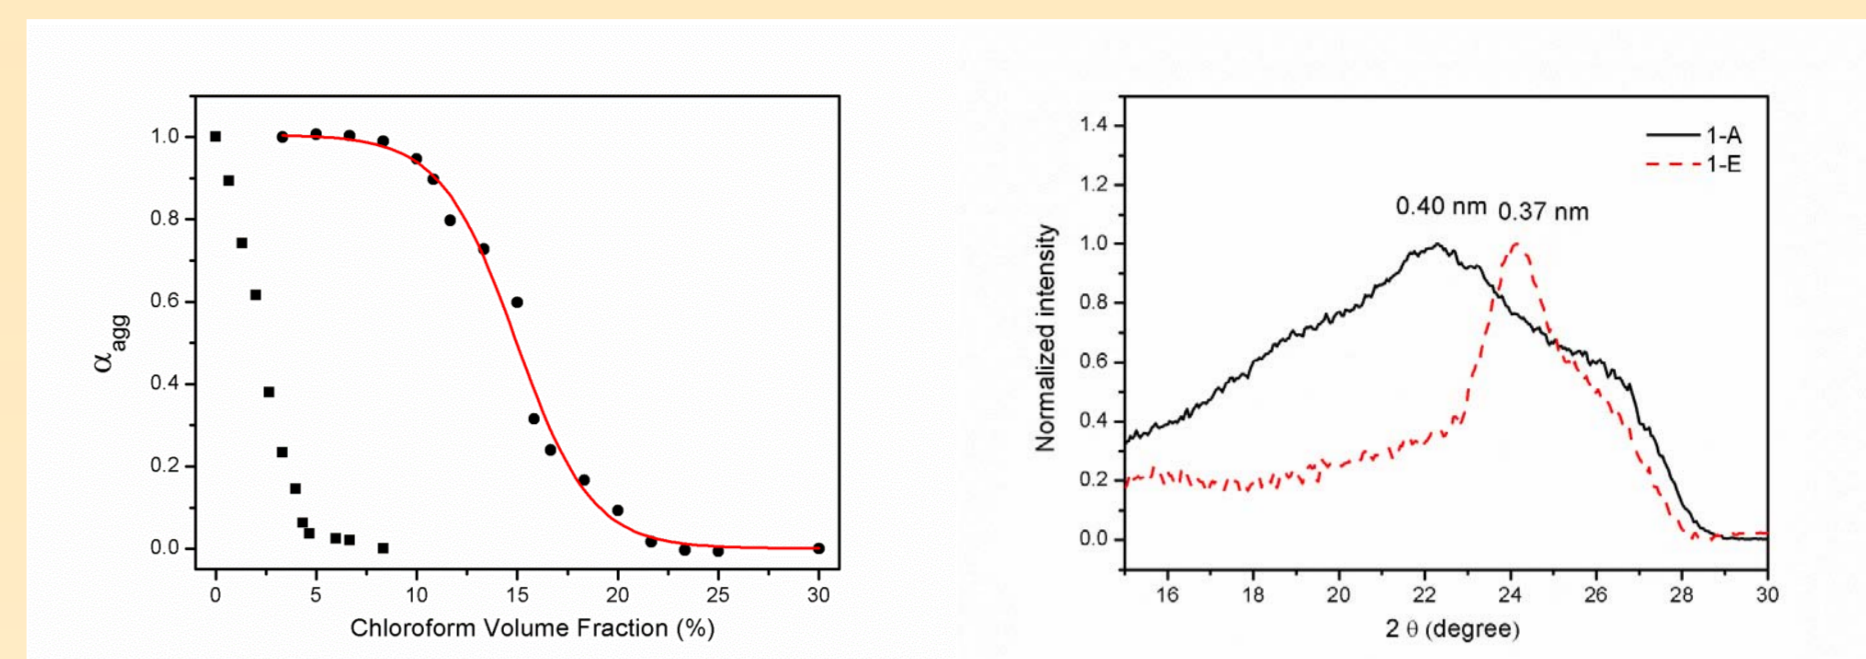 1.0
0.8
0.6
0.4
0.2
0.0
αagg
0 5 10 15 20 25 30
Chloroform Volume Fraction (%)
1.4
1.2
1.0
0.8
0.6
0.4
0.2
0.0
Normalized intensity
1-A
1-E
0.40 nm 0.37 nm
16 18 20 22 24 26 28 30
2 θ (degree)